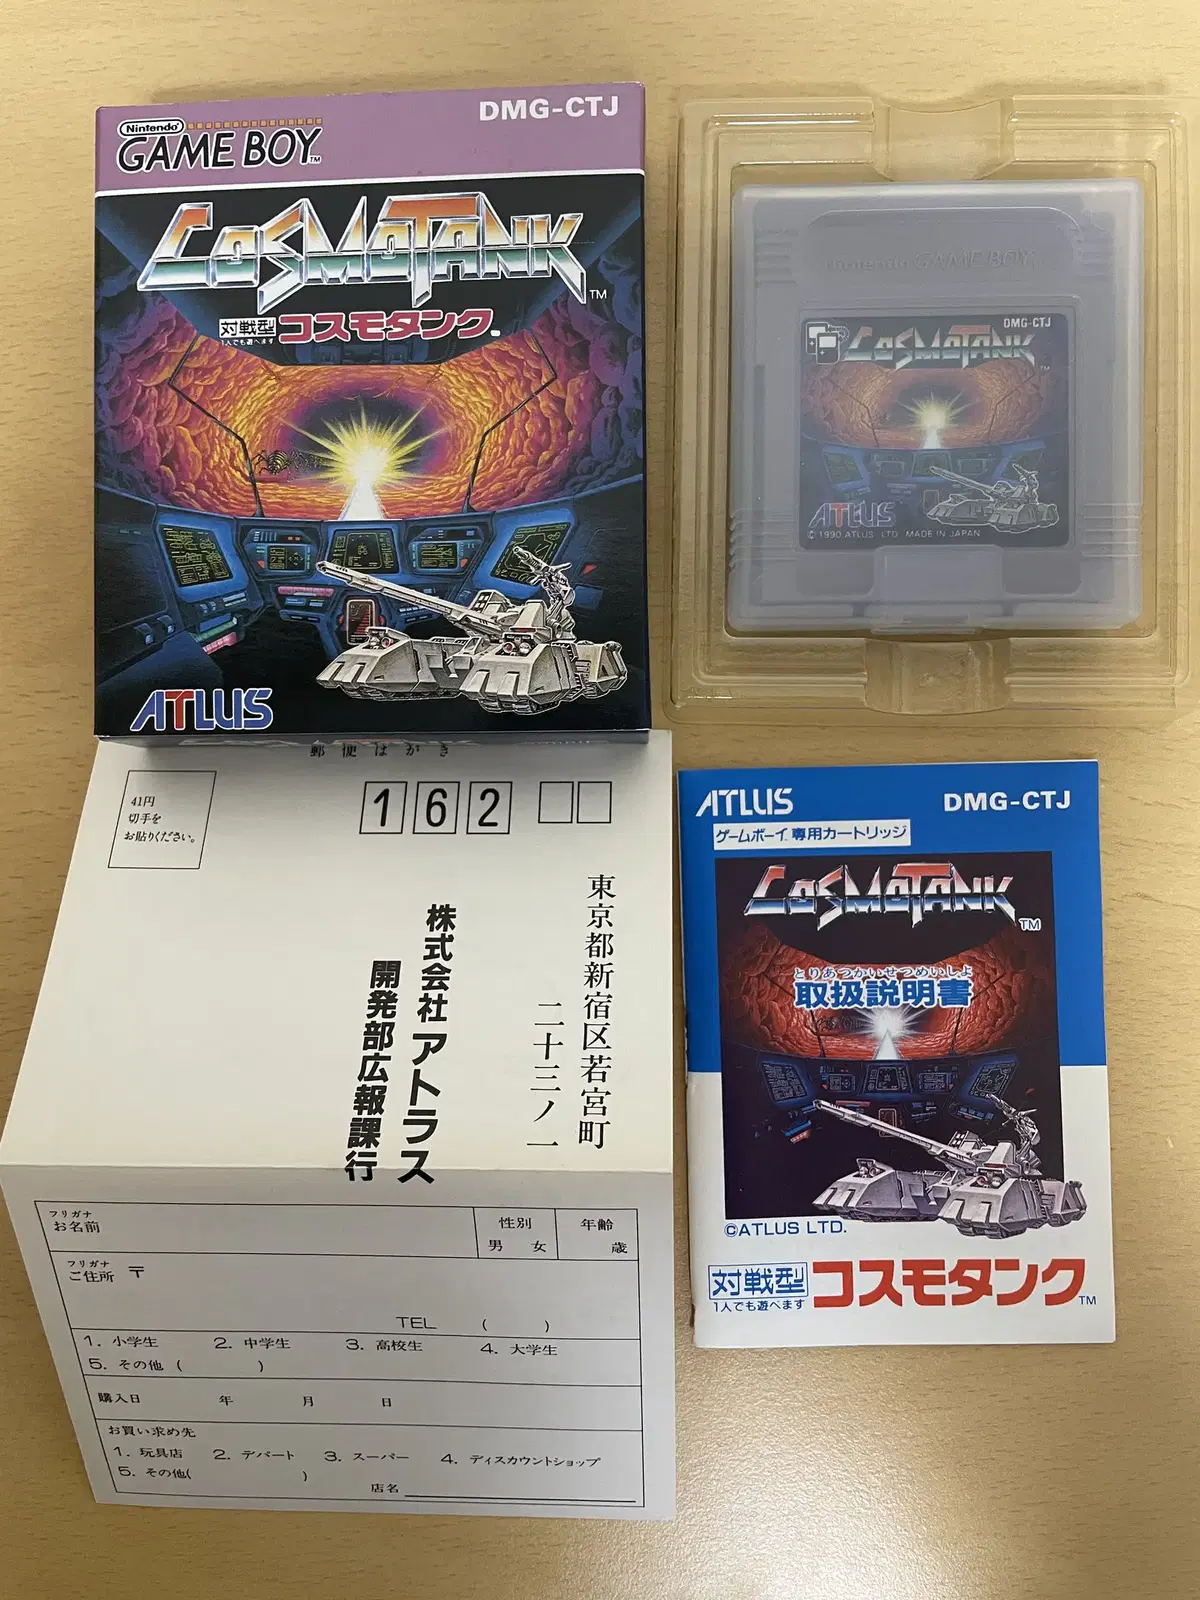 Nintendo
GAME BOY™
DMG-CTJ
COSMOTANK™
対戦型
1人でも遊べます
コスモタンク™
ATLUS
Nintendo GAME BOY
DMG-CTJ
COSMOTANK™
ATLUS
© 1990 ATLUS LTD. MADE IN JAPAN
郵便はがき
41円
切手を
お貼りください。
162
東京都新宿区若宮町
二十三ノ一
株式会社アトラス
開発部広報課行
フリガナ
お名前
性別
男 女
年齢
歳
フリガナ
ご住所 〒
TEL ( )
1. 小学生 2. 中学生 3. 高校生 4. 大学生
5. その他 ( )
購入日 年 月 日
お買い求め先
1. 玩具店 2. デパート 3. スーパー 4. ディスカウントショップ
5. その他( )
店名
ATLUS
DMG-CTJ
ゲームボーイ™専用カートリッジ
COSMOTANK™
とりあつかいせつめいしよ
取扱説明書
©ATLUS LTD.
対戦型
1人でも遊べます
コスモタンク™